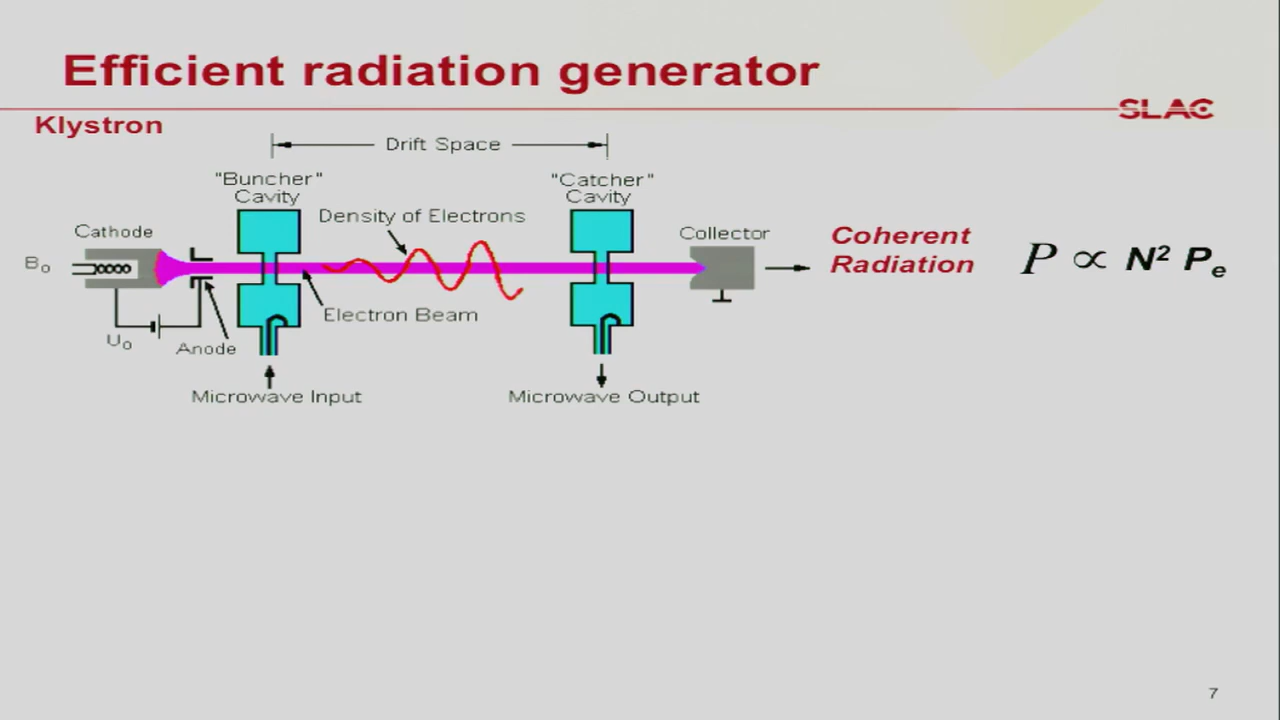 Efficient radiation generator
SLAC
Klystron
Drift Space
"Buncher"
Cavity
"Catcher"
Cavity
Density of Electrons
Cathode
Collector
Coherent
Radiation
P ∝ N² Pₑ
B₀
Electron Beam
U₀
Anode
Microwave Input
Microwave Output
7